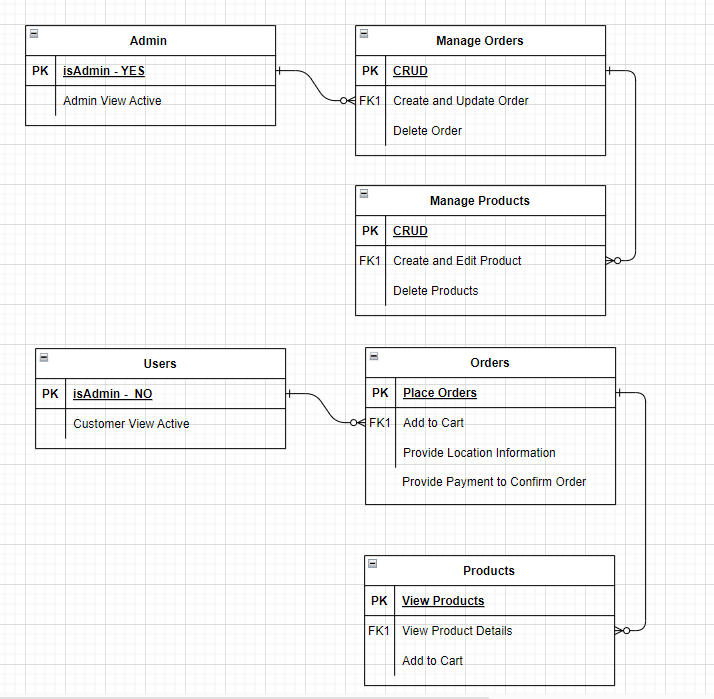 Admin
PK isAdmin - YES
Admin View Active
Manage Orders
PK CRUD
FK1 Create and Update Order
Delete Order
Manage Products
PK CRUD
FK1 Create and Edit Product
Delete Products
Users
PK isAdmin - NO
Customer View Active
Orders
PK Place Orders
FK1 Add to Cart
Provide Location Information
Provide Payment to Confirm Order
Products
PK View Products
FK1 View Product Details
Add to Cart